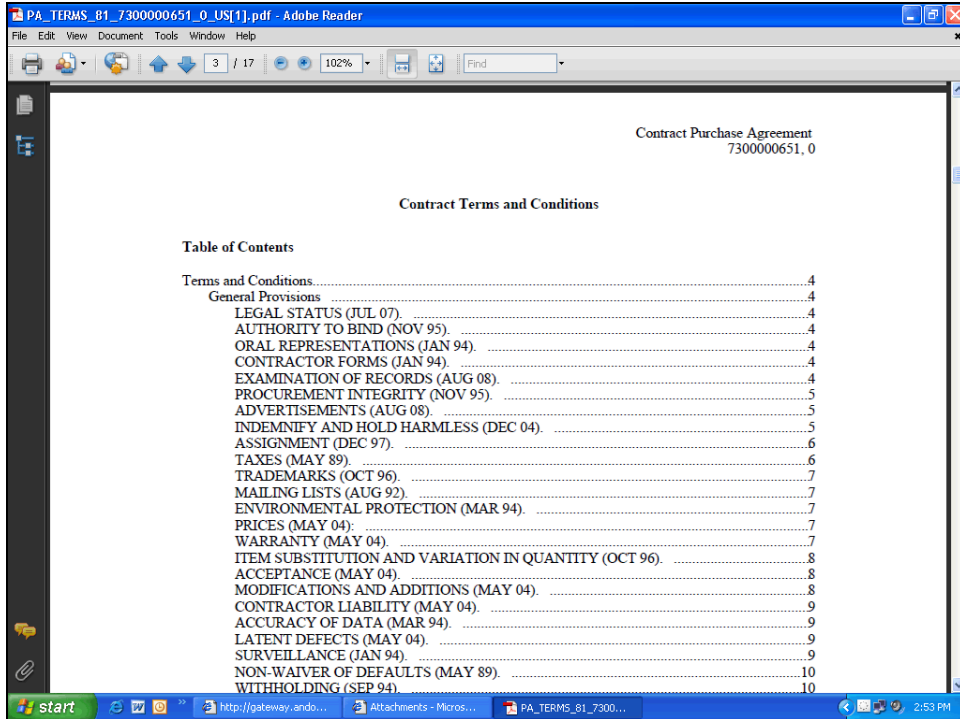 PA_TERMS_81_7300000651_0_US[1].pdf - Adobe Reader
File Edit View Document Tools Window Help
3 / 17 102% Find
Contract Purchase Agreement
7300000651, 0
Contract Terms and Conditions
Table of Contents
Terms and Conditions....4
General Provisions ....4
LEGAL STATUS (JUL 07). ....4
AUTHORITY TO BIND (NOV 95). ....4
ORAL REPRESENTATIONS (JAN 94). ....4
CONTRACTOR FORMS (JAN 94). ....4
EXAMINATION OF RECORDS (AUG 08). ....4
PROCUREMENT INTEGRITY (NOV 95). ....5
ADVERTISEMENTS (AUG 08). ....5
INDEMNIFY AND HOLD HARMLESS (DEC 04). ....5
ASSIGNMENT (DEC 97). ....6
TAXES (MAY 89). ....6
TRADEMARKS (OCT 96). ....7
MAILING LISTS (AUG 92). ....7
ENVIRONMENTAL PROTECTION (MAR 94). ....7
PRICES (MAY 04): ....7
WARRANTY (MAY 04). ....7
ITEM SUBSTITUTION AND VARIATION IN QUANTITY (OCT 96). ....8
ACCEPTANCE (MAY 04). ....8
MODIFICATIONS AND ADDITIONS (MAY 04). ....8
CONTRACTOR LIABILITY (MAY 04). ....9
ACCURACY OF DATA (MAR 94). ....9
LATENT DEFECTS (MAY 04). ....9
SURVEILLANCE (JAN 94). ....9
NON-WAIVER OF DEFAULTS (MAY 89). ....10
WITHHOLDING (SEP 94). ....10
start http://gateway.ando... Attachments - Micros... PA_TERMS_81_7300... 2:53 PM